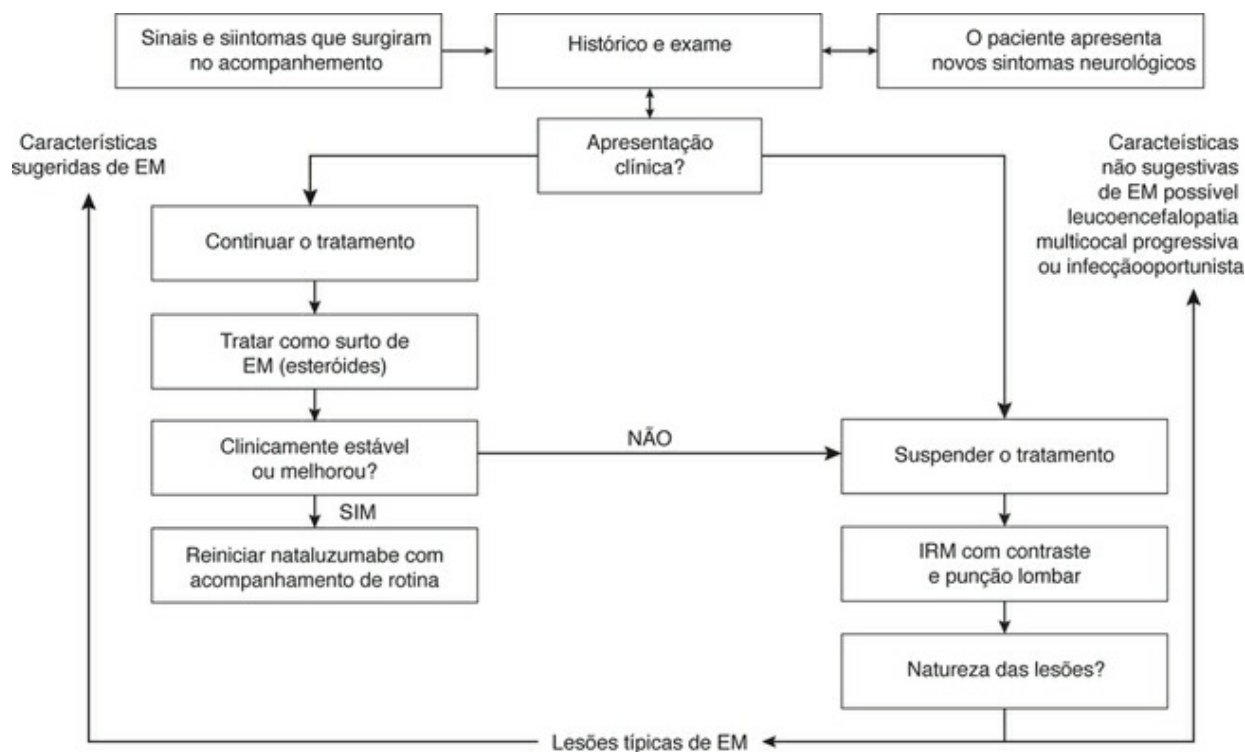 Sinais e siintomas que surgiram
no acompanhemento
Histórico e exame
O paciente apresenta
novos sintomas neurológicos
Características
sugeridas de EM
Apresentação
clínica?
Caracteísticas
não sugestivas
de EM possível
leucoencefalopatia
multicocal progressiva
ou infecçãooportunista
Continuar o tratamento
Tratar como surto de
EM (esteróides)
Clinicamente estável
ou melhorou?
NÃO
Suspender o tratamento
SIM
Reiniciar nataluzumabe com
acompanhamento de rotina
IRM com contraste
e punção lombar
Natureza das lesões?
Lesões típicas de EM